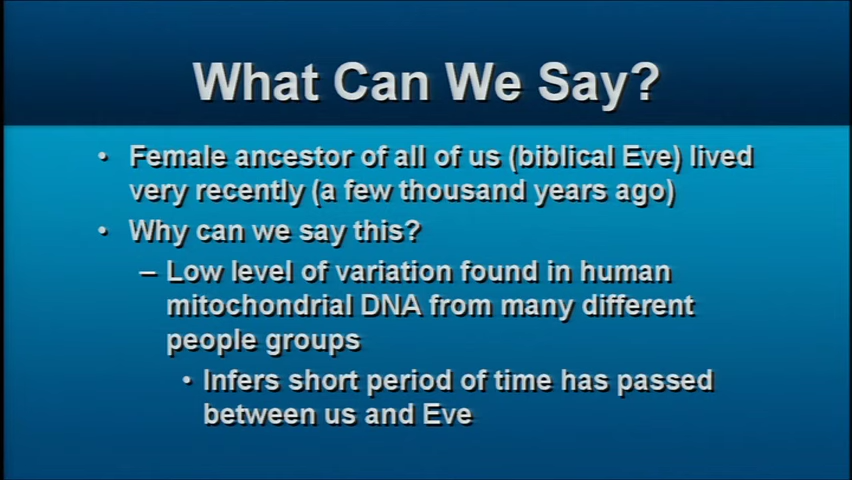 What Can We Say?
• Female ancestor of all of us (biblical Eve) lived
very recently (a few thousand years ago)
• Why can we say this?
– Low level of variation found in human
mitochondrial DNA from many different
people groups
• Infers short period of time has passed
between us and Eve